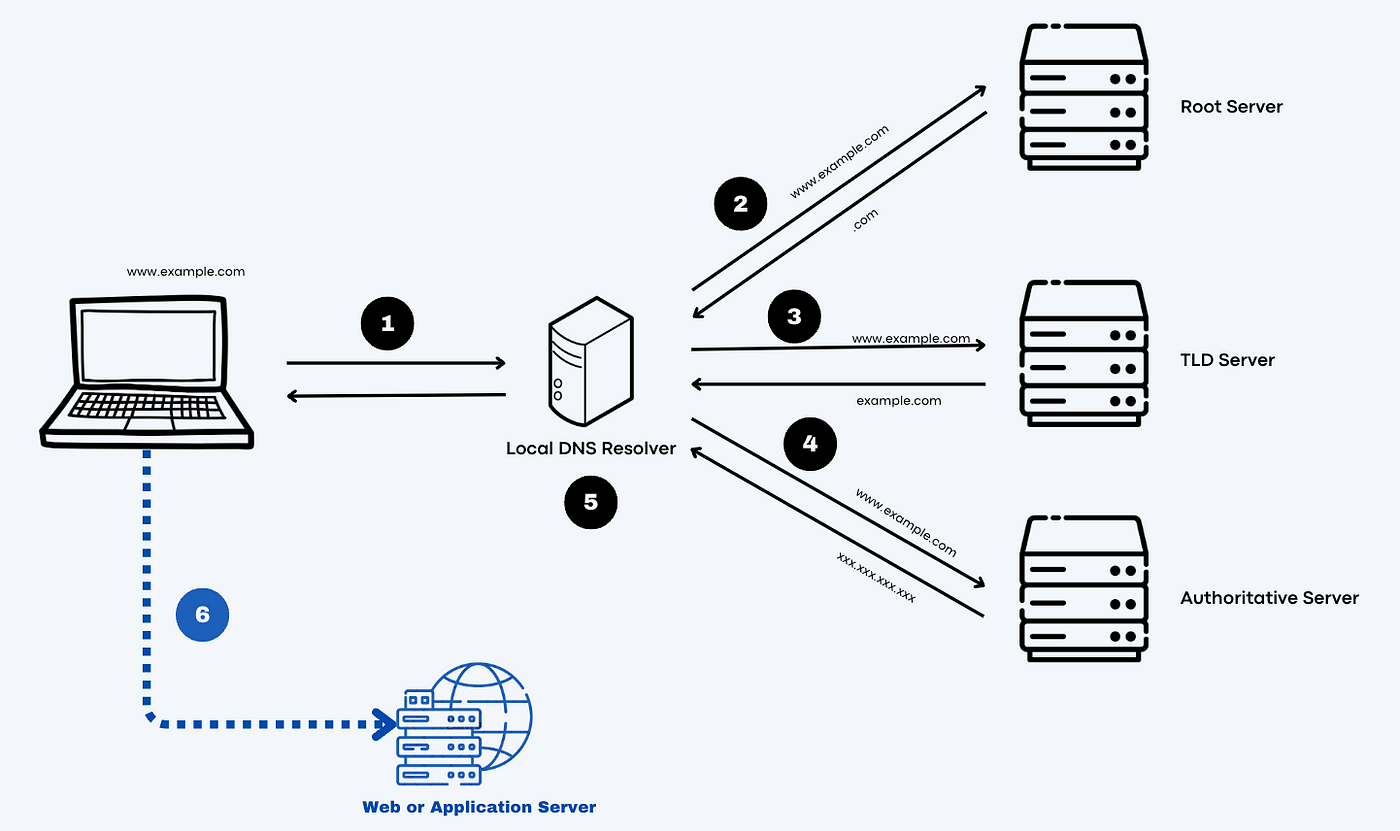 Root Server
www.example.com
2
.com
www.example.com
1
3
www.example.com
TLD Server
example.com
Local DNS Resolver
4
5
www.example.com
xxx.xxx.xxx.xxx
Authoritative Server
6
Web or Application Server